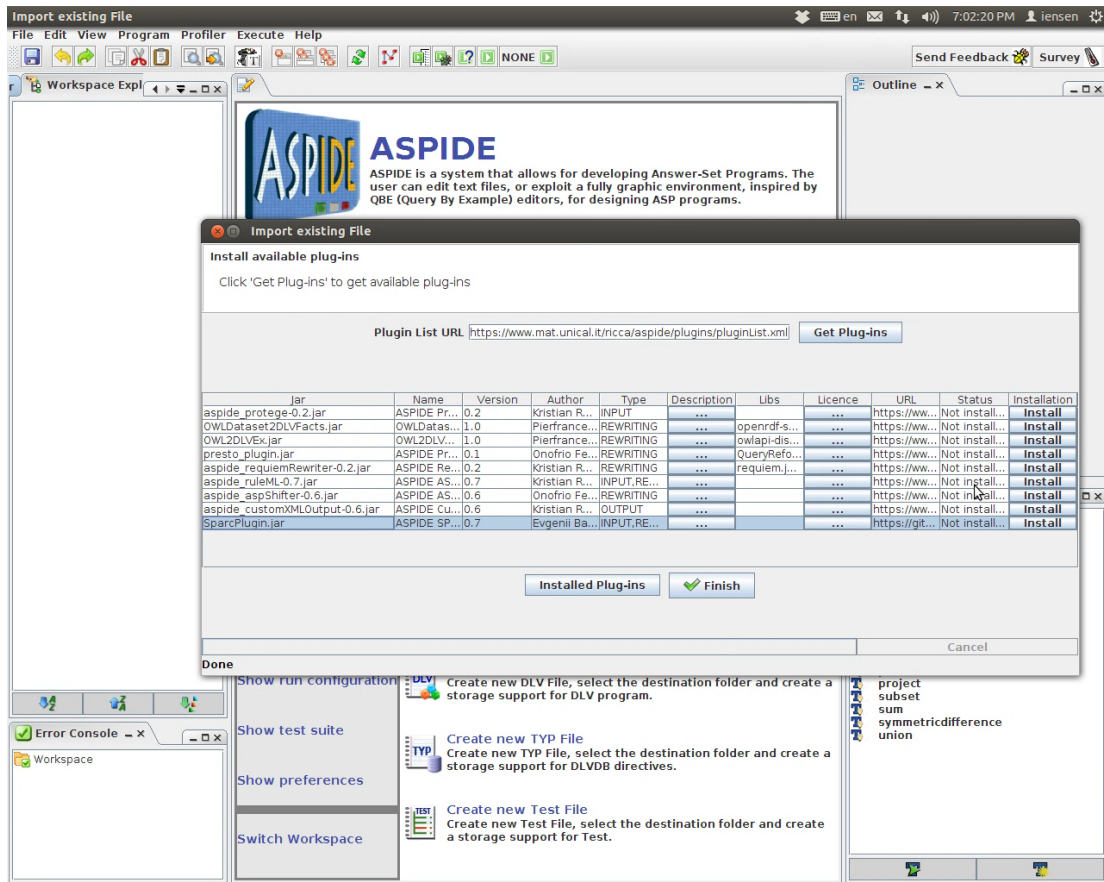 Import existing File
en
7:02:20 PM
iensen
File Edit View Program Profiler Execute Help
NONE
Send Feedback
Survey
Workspace Expl
Outline
ASPIDE
ASPIDE
ASPIDE is a system that allows for developing Answer-Set Programs. The
user can edit text files, or exploit a fully graphic environment, inspired by
QBE (Query By Example) editors, for designing ASP programs.
Import existing File
Install available plug-ins
Click 'Get Plug-ins' to get available plug-ins
Plugin List URL https://www.mat.unical.it/ricca/aspide/plugins/pluginList.xml Get Plug-ins
Jar Name Version Author Type Description Libs Licence URL Status Installation
aspide_protege-0.2.jar ASPIDE Pr... 0.2 Kristian R... INPUT ... ... https://ww... Not install... Install
OWLDataset2DLVFacts.jar OWLDatas... 1.0 Pierfrance... REWRITING ... openrdf-s... ... https://ww... Not install... Install
OWL2DLVEx.jar OWL2DLV... 1.0 Pierfrance... REWRITING ... owlapi-dis... ... https://ww... Not install... Install
presto_plugin.jar ASPIDE Pr... 0.1 Onofrio Fe... REWRITING ... QueryRefo... ... https://ww... Not install... Install
aspide_requiemRewriter-0.2.jar ASPIDE Re... 0.2 Kristian R... REWRITING ... requiem.j... ... https://ww... Not install... Install
aspide_ruleML-0.7.jar ASPIDE AS... 0.7 Kristian R... INPUT,RE... ... ... https://ww... Not install... Install
aspide_aspShifter-0.6.jar ASPIDE AS... 0.6 Onofrio Fe... REWRITING ... ... https://ww... Not install... Install
aspide_customXMLOutput-0.6.jar ASPIDE Cu... 0.6 Kristian R... OUTPUT ... ... https://ww... Not install... Install
SparcPlugin.jar ASPIDE SP... 0.7 Evgenii Ba... INPUT,RE... ... ... https://git... Not install... Install
Installed Plug-ins
Finish
Cancel
Done
Show run configuration
Show test suite
Show preferences
Switch Workspace
DLV
Create new DLV File, select the destination folder and create a
storage support for DLV program.
TYP
Create new TYP File
Create new TYP File, select the destination folder and create a
storage support for DLVDB directives.
TEST
Create new Test File
Create new Test File, select the destination folder and create
a storage support for Test.
project
subset
sum
symmetricdifference
union
Error Console
Workspace